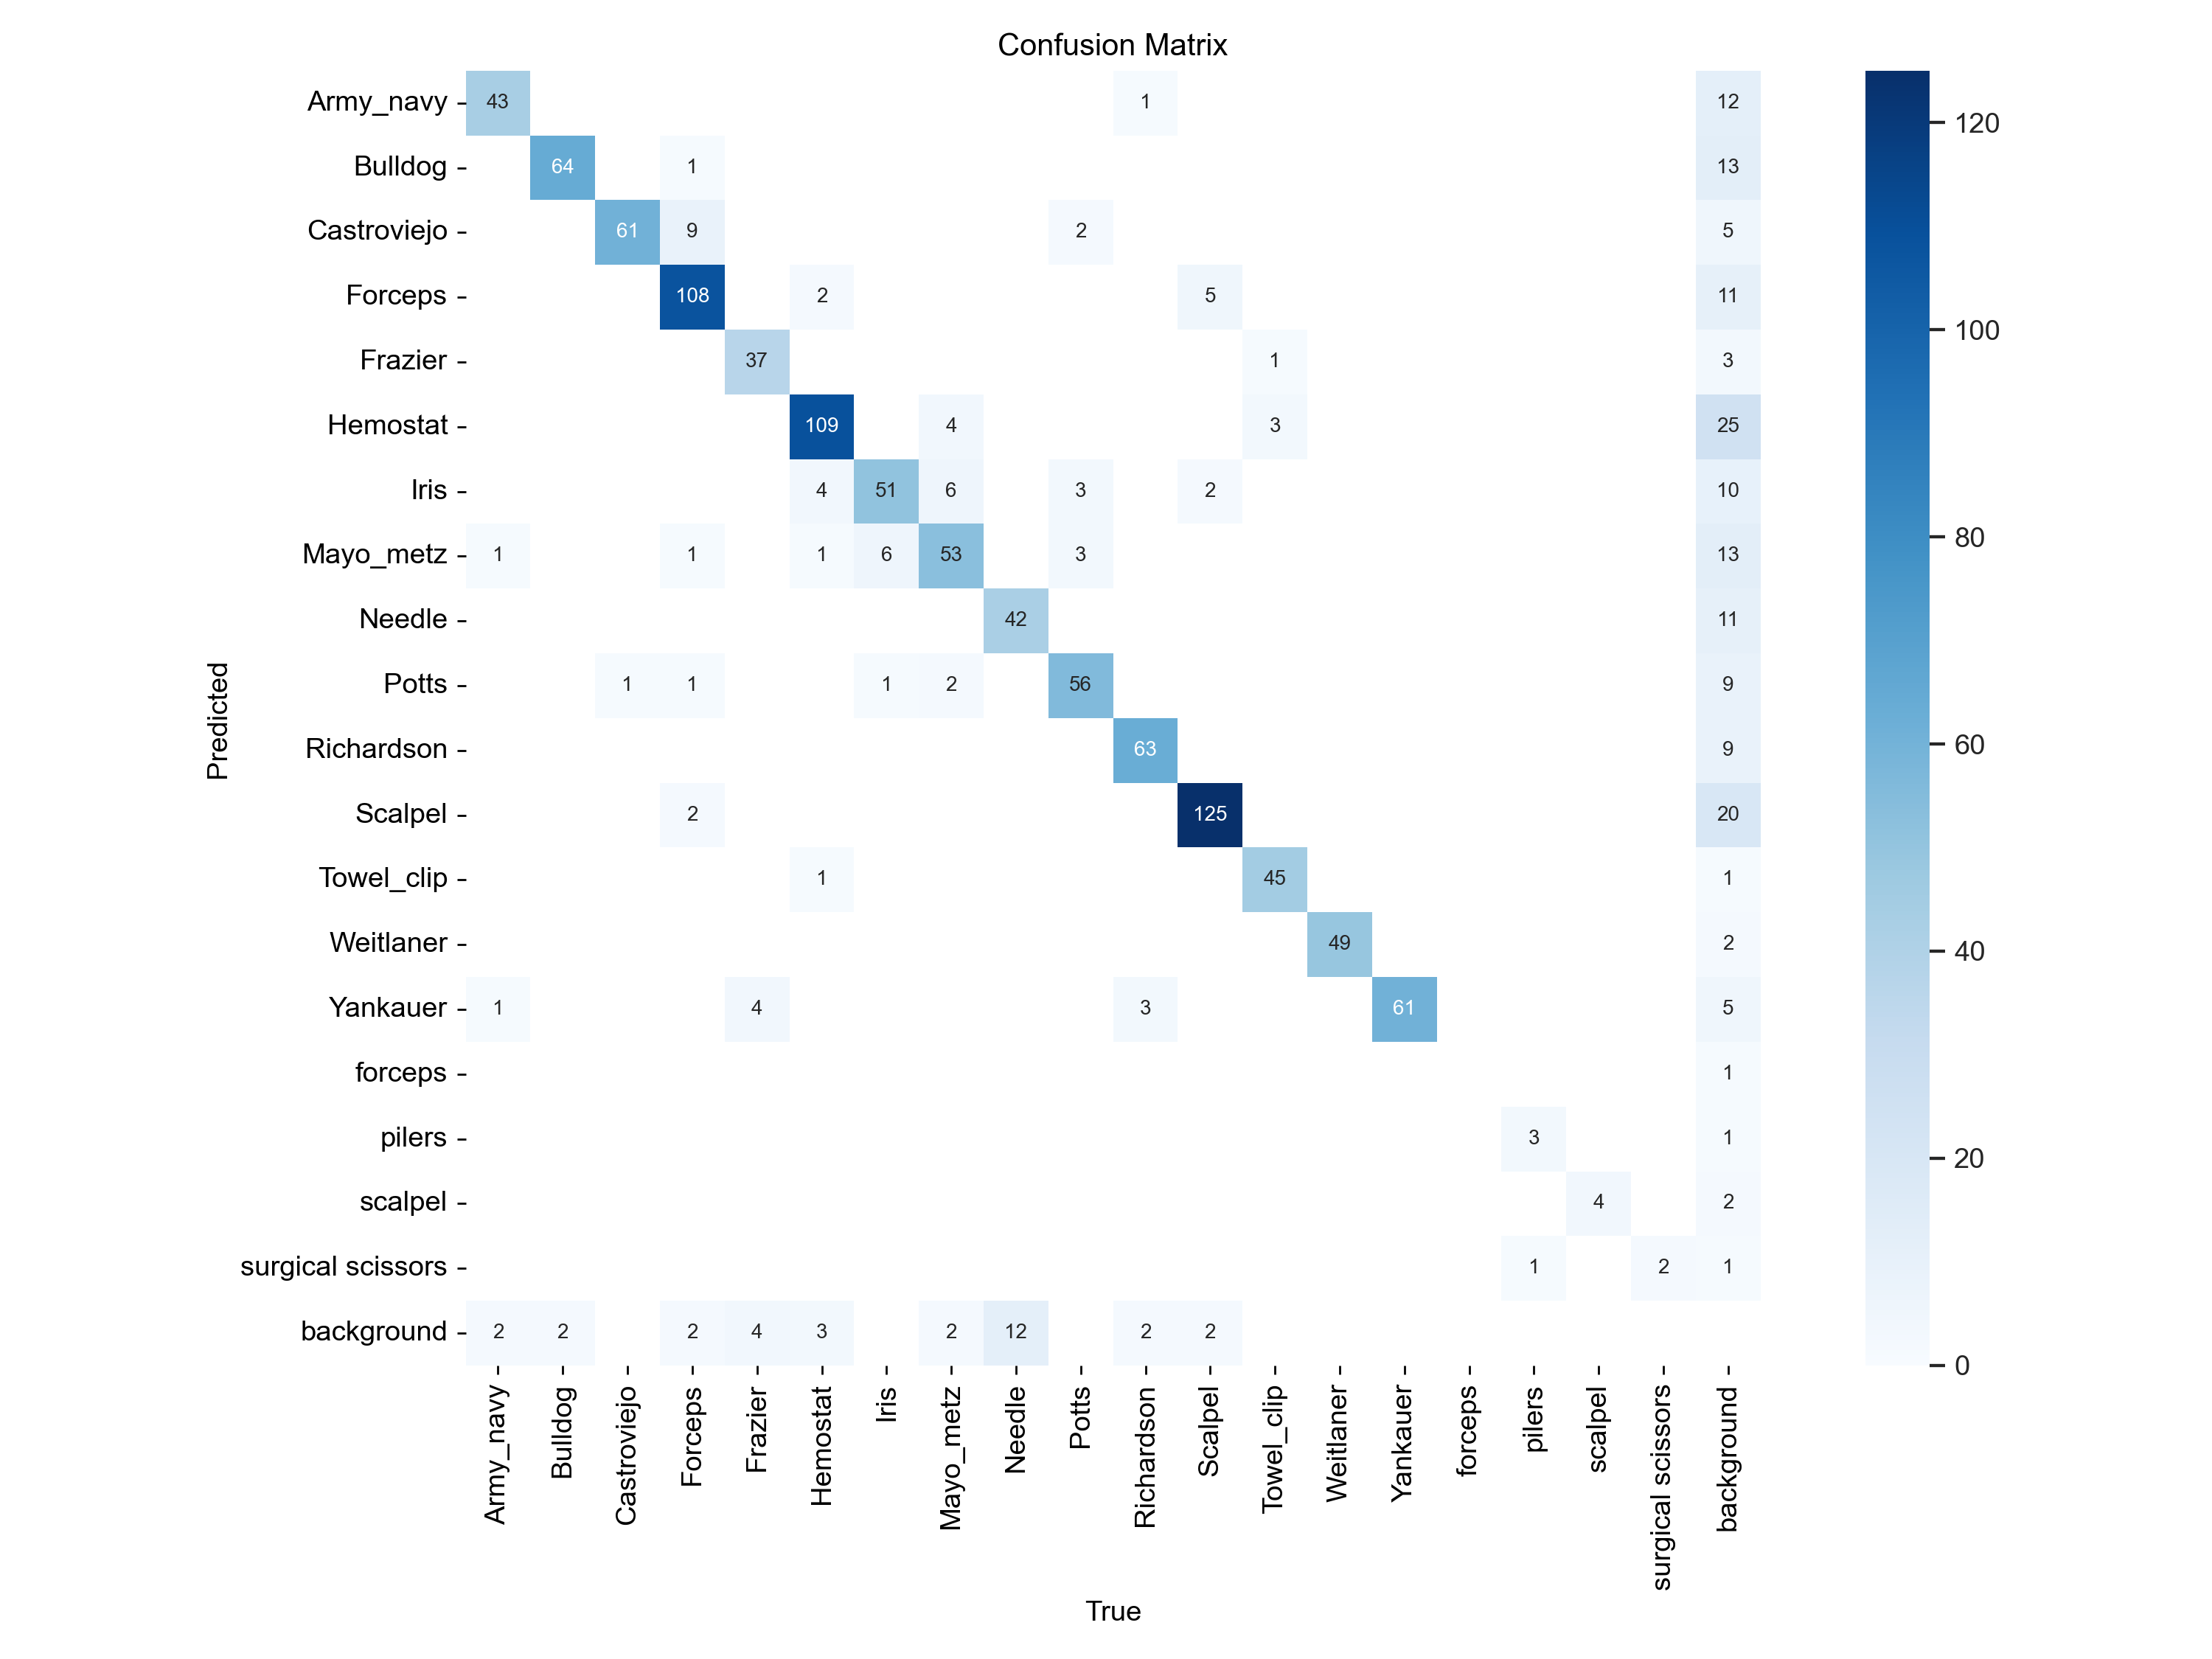 Confusion Matrix
Army_navy 43 1 12
Bulldog 64 1 13
Castroviejo 61 9 2 5
Forceps 108 2 5 11
Frazier 37 1 3
Hemostat 109 4 3 25
Iris 4 51 6 3 2 10
Mayo_metz 1 1 1 6 53 3 13
Needle 42 11
Potts 1 1 1 2 56 9
Richardson 63 9
Scalpel 2 125 20
Towel_clip 1 45 1
Weitlaner 49 2
Yankauer 1 4 3 61 5
forceps 1
pilers 3 1
scalpel 4 2
surgical scissors 1 2 1
background 2 2 2 4 3 2 12 2 2
Predicted
Army_navy
Bulldog
Castroviejo
Forceps
Frazier
Hemostat
Iris
Mayo_metz
Needle
Potts
Richardson
Scalpel
Towel_clip
Weitlaner
Yankauer
forceps
pilers
scalpel
surgical scissors
background
True
120
100
80
60
40
20
0